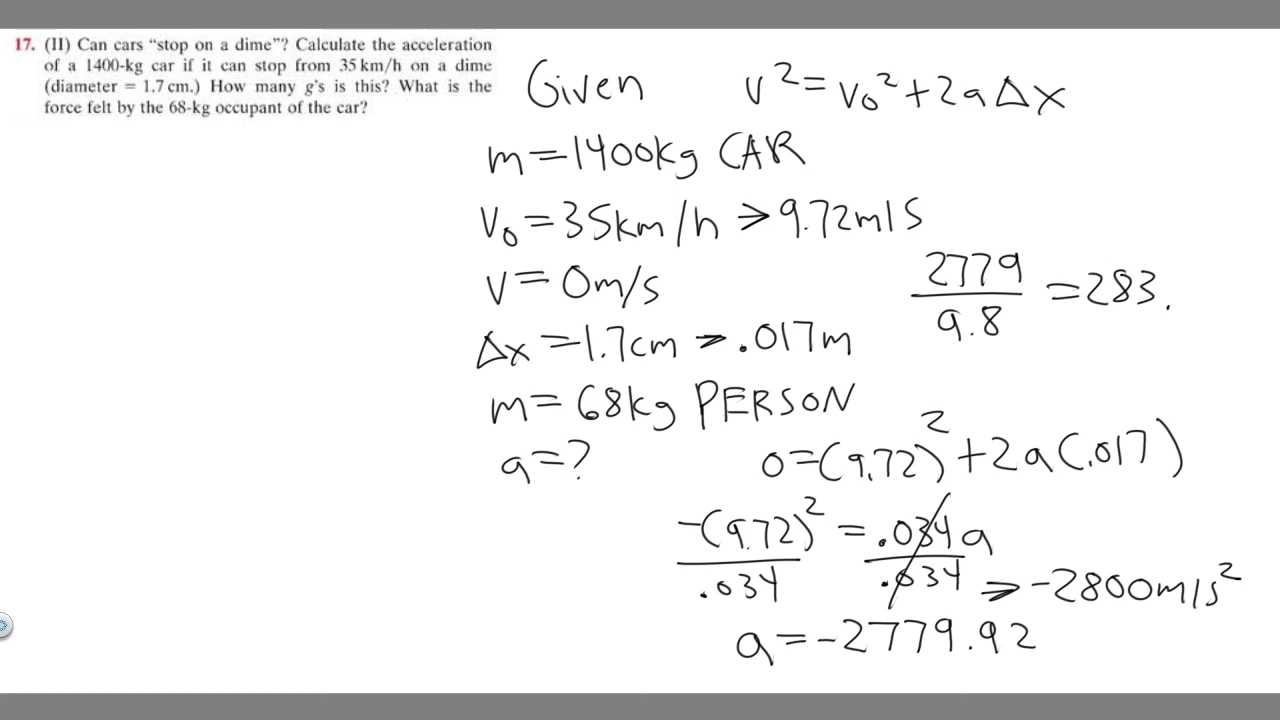 17. (II) Can cars “stop on a dime”? Calculate the acceleration
of a 1400-kg car if it can stop from 35 km/h on a dime
(diameter = 1.7 cm.) How many g's is this? What is the
force felt by the 68-kg occupant of the car?
Given
v²=v₀²+2aΔx
m=1400kg CAR
V₀=35km/h ⇒9.72m/s
v=0m/s
2779
9.8
=283.
Δx=1.7cm ⇒ .017m
m=68kg PERSON
a=?
0=(9.72)²+2a(.017)
-(9.72)² = .034a
.034 .034 ⇒ -2800m/s²
a=-2779.92